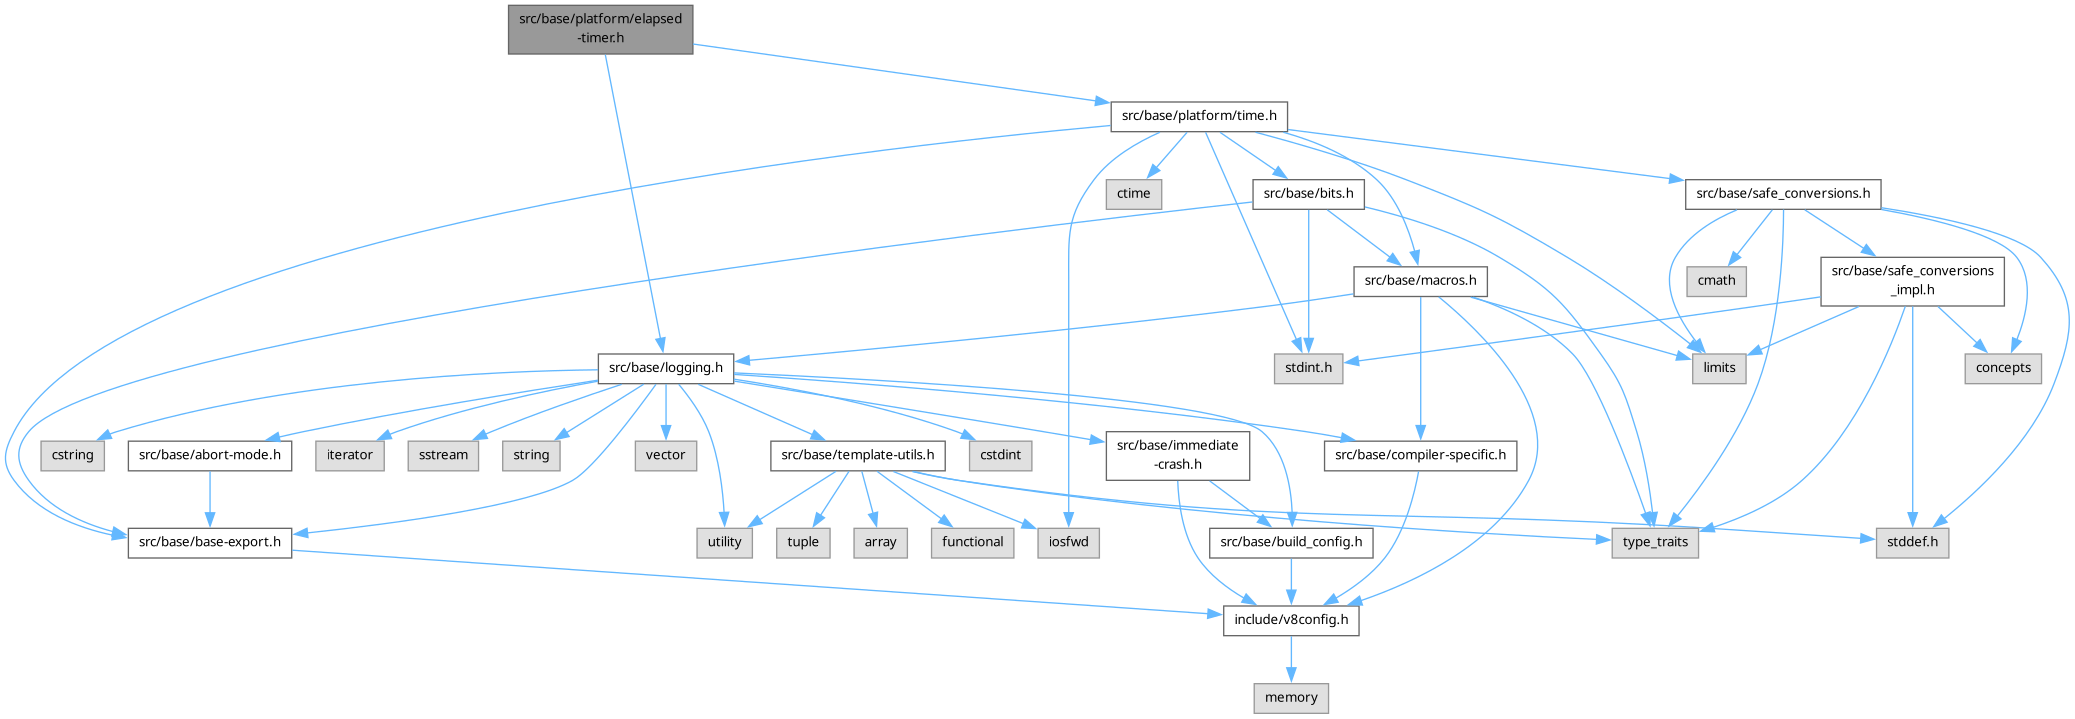 src/base/platform/elapsed
-timer.h
src/base/platform/time.h
ctime
src/base/bits.h
src/base/safe_conversions.h
src/base/macros.h
cmath
src/base/safe_conversions
_impl.h
src/base/logging.h
stdint.h
limits
concepts
cstring
src/base/abort-mode.h
iterator
sstream
string
vector
src/base/template-utils.h
cstdint
src/base/immediate
-crash.h
src/base/compiler-specific.h
src/base/base-export.h
utility
tuple
array
functional
iosfwd
src/base/build_config.h
type_traits
stddef.h
include/v8config.h
memory